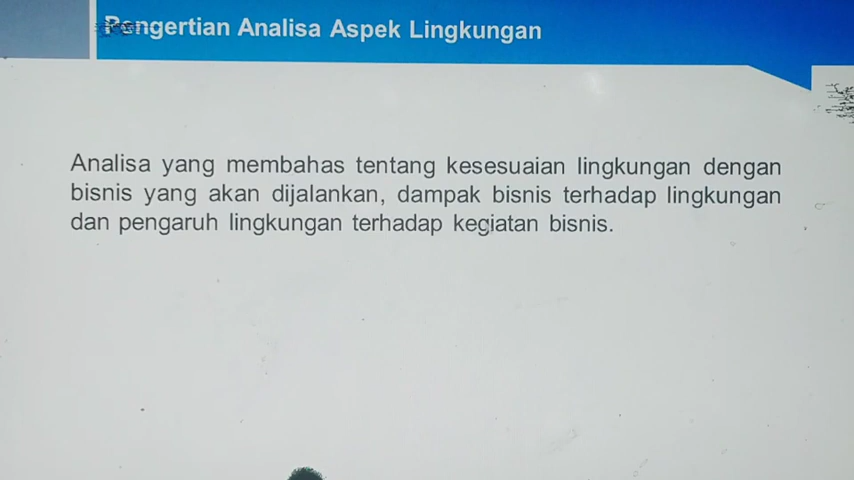 Pengertian Analisa Aspek Lingkungan
Analisa yang membahas tentang kesesuaian lingkungan dengan
bisnis yang akan dijalankan, dampak bisnis terhadap lingkungan
dan pengaruh lingkungan terhadap kegiatan bisnis.